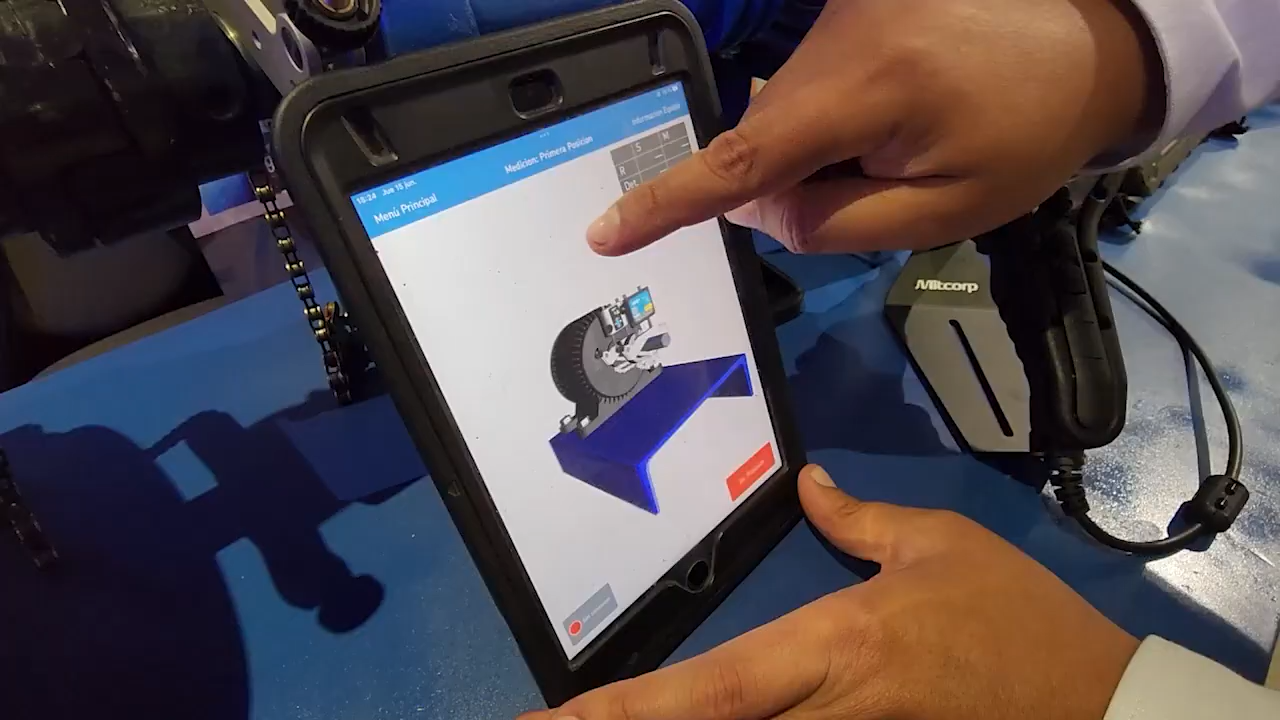 15:24 Jue 15 jun.
Menú Principal
Medicion: Primera Posicion
Información Equipo
S M
R
Det.
Mitcorp